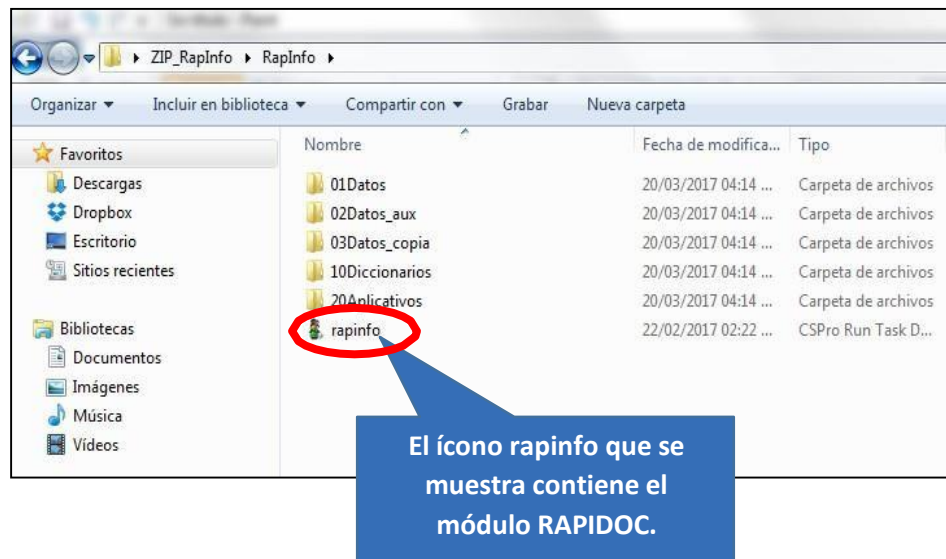 ZIP_RapInfo ▸ RapInfo ▸
Organizar Incluir en biblioteca Compartir con Grabar Nueva carpeta
Nombre Fecha de modifica... Tipo
Favoritos
Descargas
Dropbox
Escritorio
Sitios recientes
Bibliotecas
Documentos
Imágenes
Música
Vídeos
01Datos 20/03/2017 04:14 ... Carpeta de archivos
02Datos_aux 20/03/2017 04:14 ... Carpeta de archivos
03Datos_copia 20/03/2017 04:14 ... Carpeta de archivos
10Diccionarios 20/03/2017 04:14 ... Carpeta de archivos
20Aplicativos 20/03/2017 04:14 ... Carpeta de archivos
rapinfo 22/02/2017 02:22 ... CSPro Run Task D...
El ícono rapinfo que se
muestra contiene el
módulo RAPIDOC.